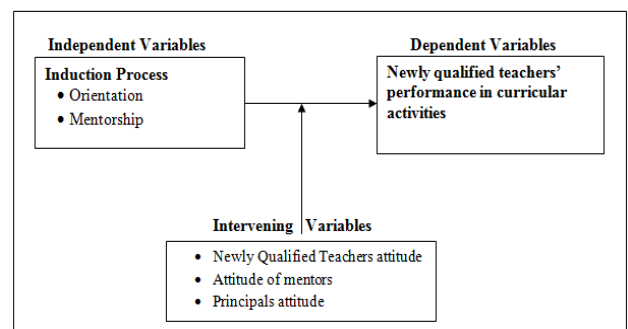 Independent Variables
Induction Process
• Orientation
• Mentorship
Dependent Variables
Newly qualified teachers’
performance in curricular
activities
Intervening Variables
• Newly Qualified Teachers attitude
• Attitude of mentors
• Principals attitude